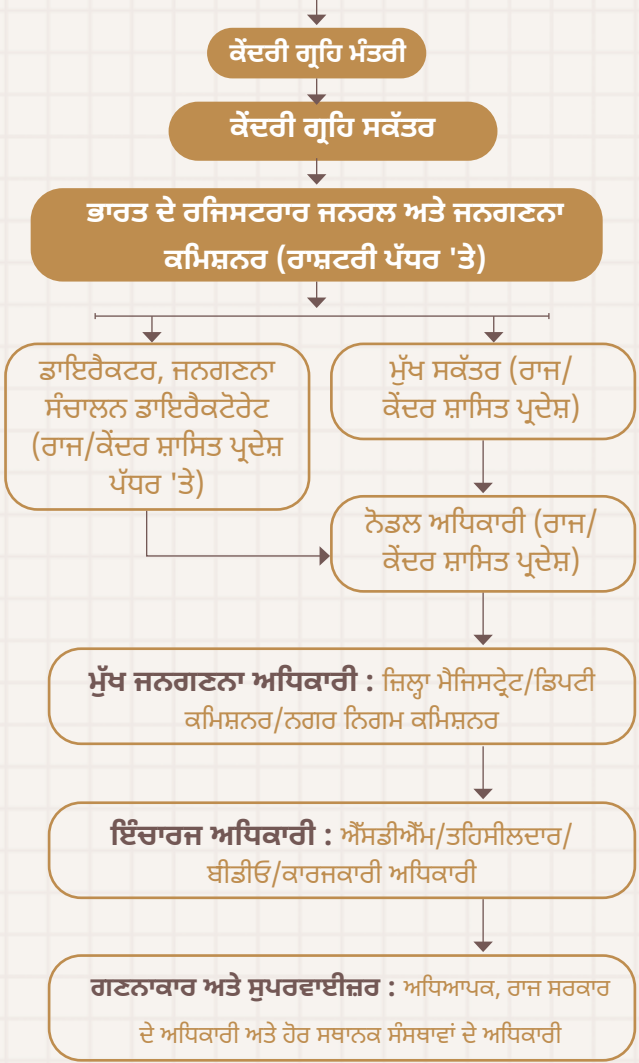 ਕੇਂਦਰੀ ਗ੍ਰਹਿ ਮੰਤਰੀ
ਕੇਂਦਰੀ ਗ੍ਰਹਿ ਸਕੱਤਰ
ਭਾਰਤ ਦੇ ਰਜਿਸਟਰਾਰ ਜਨਰਲ ਅਤੇ ਜਨਗਣਨਾ
ਕਮਿਸ਼ਨਰ (ਰਾਸ਼ਟਰੀ ਪੱਧਰ 'ਤੇ)
ਡਾਇਰੈਕਟਰ, ਜਨਗਣਨਾ
ਸੰਚਾਲਨ ਡਾਇਰੈਕਟੋਰੇਟ
(ਰਾਜ/ਕੇਂਦਰ ਸ਼ਾਸਿਤ ਪ੍ਰਦੇਸ਼
ਪੱਧਰ 'ਤੇ)
ਮੁੱਖ ਸਕੱਤਰ (ਰਾਜ/
ਕੇਂਦਰ ਸ਼ਾਸਿਤ ਪ੍ਰਦੇਸ਼)
ਨੋਡਲ ਅਧਿਕਾਰੀ (ਰਾਜ/
ਕੇਂਦਰ ਸ਼ਾਸਿਤ ਪ੍ਰਦੇਸ਼)
ਮੁੱਖ ਜਨਗਣਨਾ ਅਧਿਕਾਰੀ : ਜ਼ਿਲ੍ਹਾ ਮੈਜਿਸਟ੍ਰੇਟ/ਡਿਪਟੀ
ਕਮਿਸ਼ਨਰ/ਨਗਰ ਨਿਗਮ ਕਮਿਸ਼ਨਰ
ਇੰਚਾਰਜ ਅਧਿਕਾਰੀ : ਐੱਸਡੀਐੱਮ/ਤਹਿਸੀਲਦਾਰ/
ਬੀਡੀਓ/ਕਾਰਜਕਾਰੀ ਅਧਿਕਾਰੀ
ਗਣਨਾਕਾਰ ਅਤੇ ਸੁਪਰਵਾਈਜ਼ਰ : ਅਧਿਆਪਕ, ਰਾਜ ਸਰਕਾਰ
ਦੇ ਅਧਿਕਾਰੀ ਅਤੇ ਹੋਰ ਸਥਾਨਕ ਸੰਸਥਾਵਾਂ ਦੇ ਅਧਿਕਾਰੀ